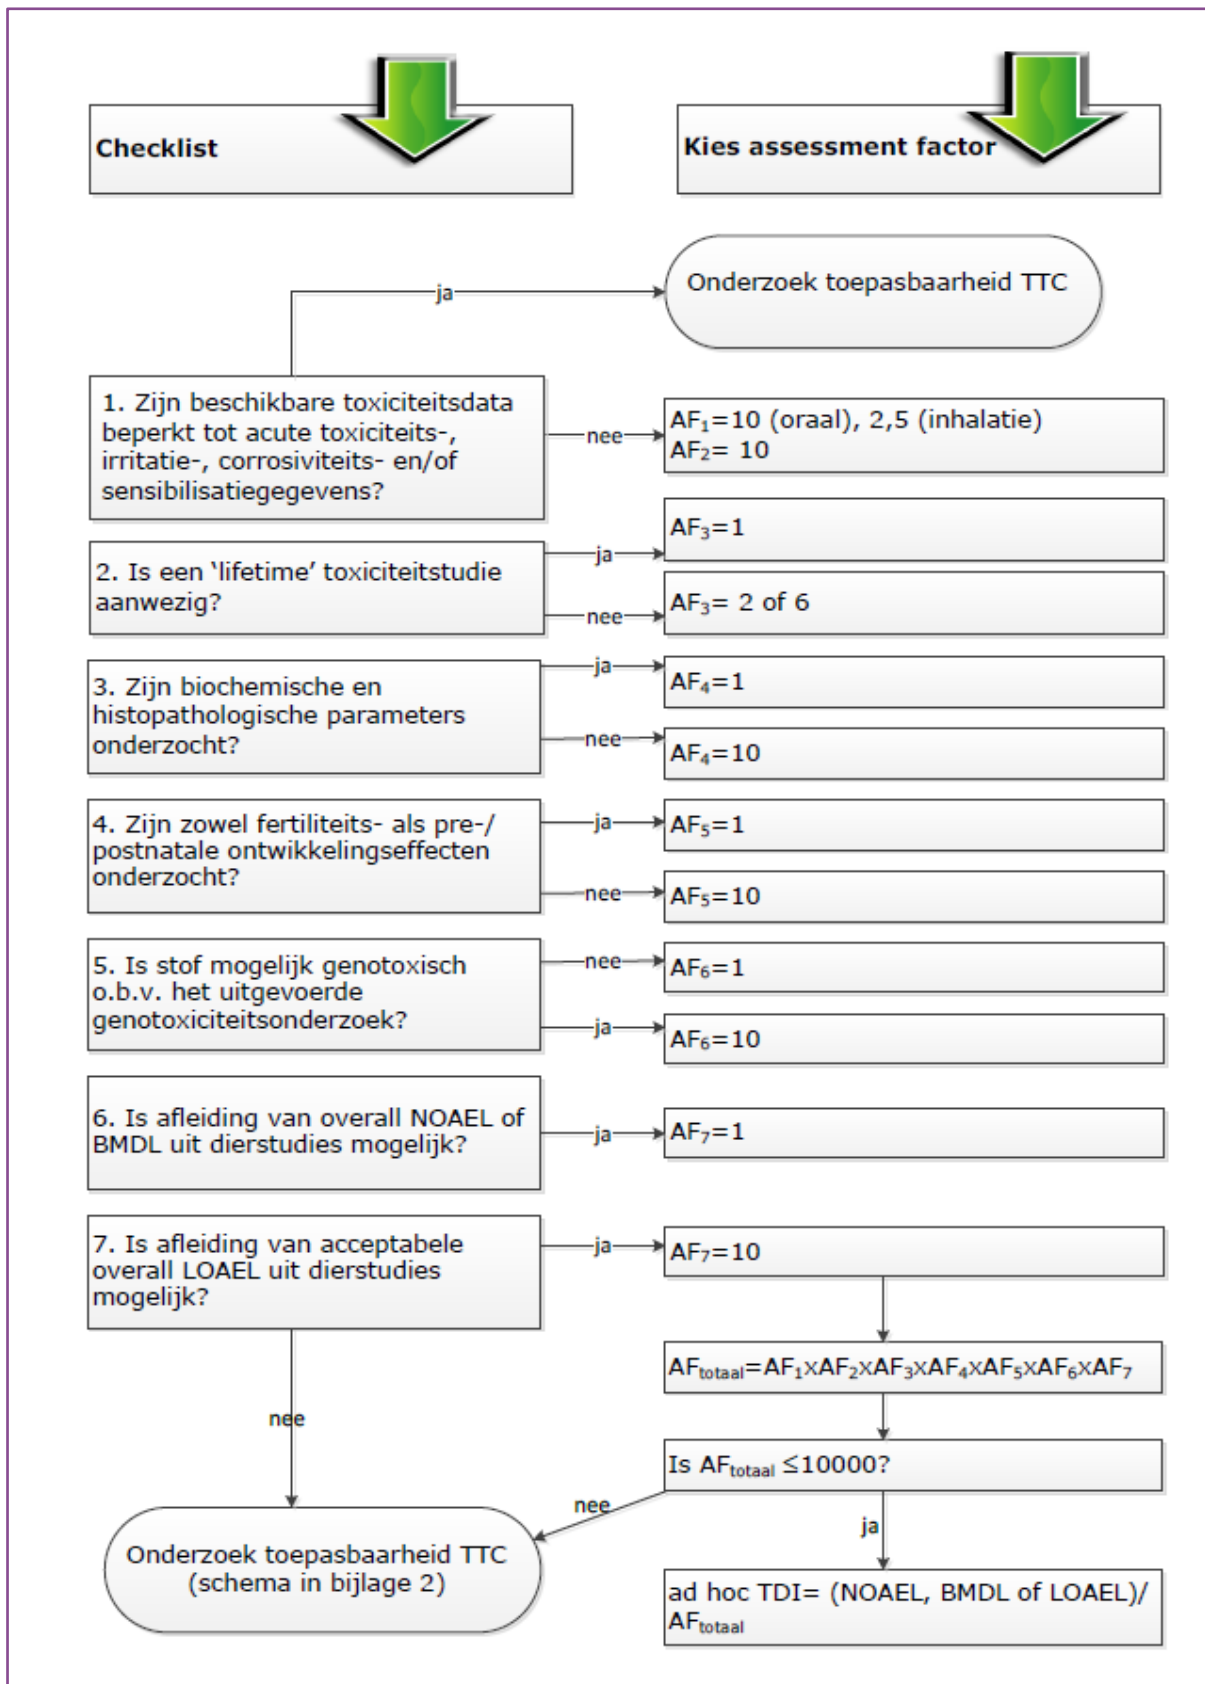 Checklist
Kies assessment factor
ja
Onderzoek toepasbaarheid TTC
1. Zijn beschikbare toxiciteitsdata
beperkt tot acute toxiciteits-,
irritatie-, corrosiviteits- en/of
sensibilisatiegegevens?
nee
AF₁=10 (oraal), 2,5 (inhalatie)
AF₂= 10
2. Is een ‘lifetime’ toxiciteitstudie
aanwezig?
ja
AF₃=1
nee
AF₃= 2 of 6
3. Zijn biochemische en
histopathologische parameters
onderzocht?
ja
AF₄=1
nee
AF₄=10
4. Zijn zowel fertiliteits- als pre-/
postnatale ontwikkelingseffecten
onderzocht?
ja
AF₅=1
nee
AF₅=10
5. Is stof mogelijk genotoxisch
o.b.v. het uitgevoerde
genotoxiciteitsonderzoek?
nee
AF₆=1
ja
AF₆=10
6. Is afleiding van overall NOAEL of
BMDL uit dierstudies mogelijk?
ja
AF₇=1
7. Is afleiding van acceptabele
overall LOAEL uit dierstudies
mogelijk?
ja
AF₇=10
AFtotaal=AF₁xAF₂xAF₃xAF₄xAF₅xAF₆xAF₇
nee
Is AFtotaal ≤10000?
nee
ja
Onderzoek toepasbaarheid TTC
(schema in bijlage 2)
ad hoc TDI= (NOAEL, BMDL of LOAEL)/
AFtotaal